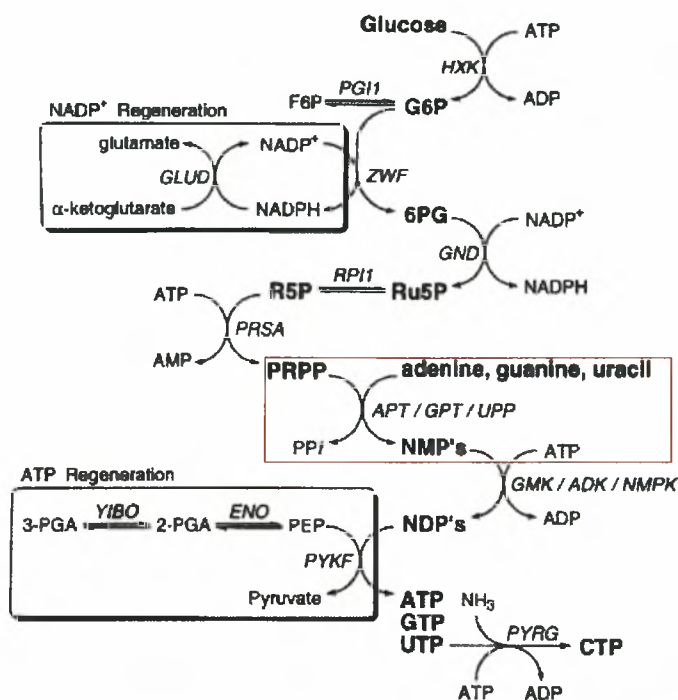 Glucose ATP
HXK
PGI1
F6P G6P ADP
NADP⁺ Regeneration
glutamate NADP⁺
GLUD ZWF
α-ketoglutarate NADPH 6PG NADP⁺
GND
RPI1
ATP R5P Ru5P NADPH
PRSA
AMP PRPP adenine, guanine, uracil
APT / GPT / UPP
PPi NMP's ATP
ATP Regeneration
GMK / ADK / NMPK
YIBO ENO
3-PGA 2-PGA PEP NDP's ADP
PYKF
Pyruvate ATP NH₃
GTP
PYRG
UTP CTP
ATP ADP